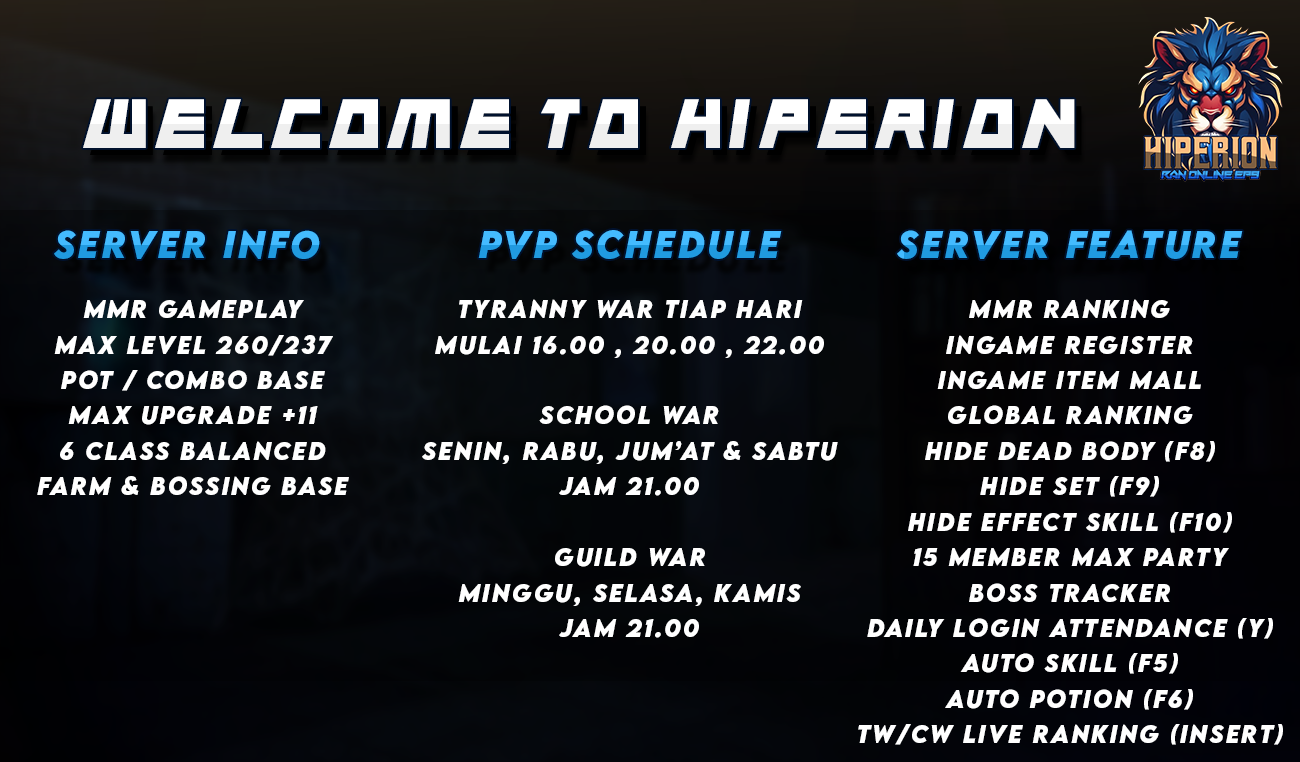 WELCOME TO HIPERION
HIPERION
RAN ONLINE EP9
SERVER INFO
MMR GAMEPLAY
MAX LEVEL 260/237
POT / COMBO BASE
MAX UPGRADE +11
6 CLASS BALANCED
FARM & BOSSING BASE
PVP SCHEDULE
TYRANNY WAR TIAP HARI
MULAI 16.00 , 20.00 , 22.00
SCHOOL WAR
SENIN, RABU, JUM'AT & SABTU
JAM 21.00
GUILD WAR
MINGGU, SELASA, KAMIS
JAM 21.00
SERVER FEATURE
MMR RANKING
INGAME REGISTER
INGAME ITEM MALL
GLOBAL RANKING
HIDE DEAD BODY (F8)
HIDE SET (F9)
HIDE EFFECT SKILL (F10)
15 MEMBER MAX PARTY
BOSS TRACKER
DAILY LOGIN ATTENDANCE (Y)
AUTO SKILL (F5)
AUTO POTION (F6)
TW/CW LIVE RANKING (INSERT)